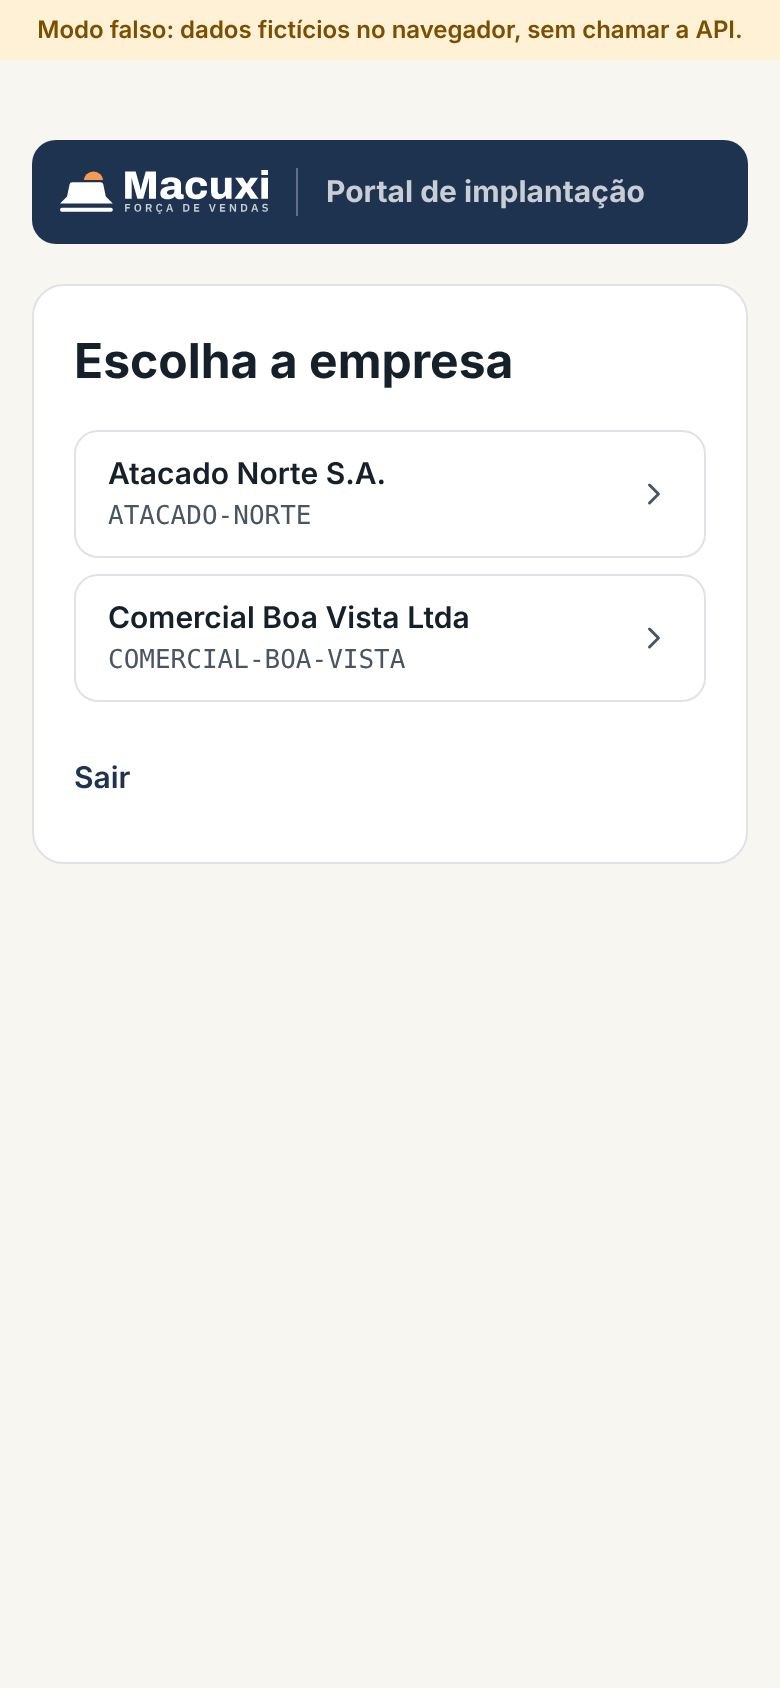 Modo falso: dados fictícios no navegador, sem chamar a API.
Macuxi
FORÇA DE VENDAS
Portal de implantação
Escolha a empresa
Atacado Norte S.A.
ATACADO-NORTE
Comercial Boa Vista Ltda
COMERCIAL-BOA-VISTA
Sair